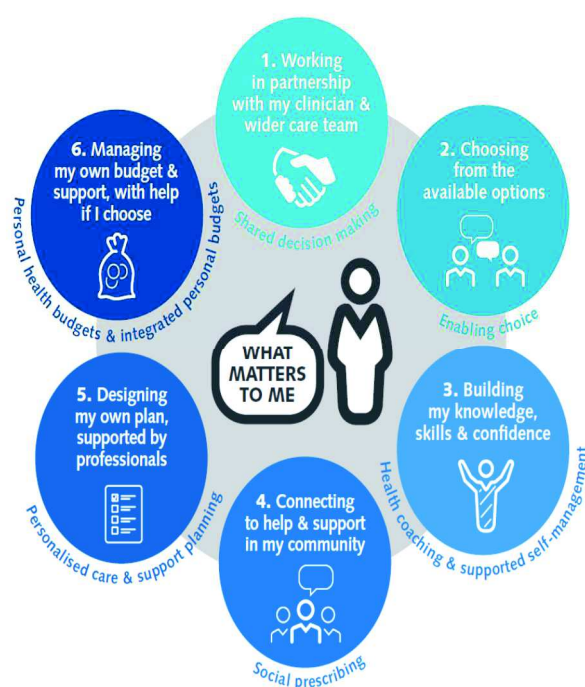 1. Working
in partnership
with my clinician &
wider care team
Shared decision making
2. Choosing
from the
available options
Enabling choice
3. Building
my knowledge,
skills & confidence
Health coaching & supported self-management
4. Connecting
to help & support
in my community
Social prescribing
5. Designing
my own plan,
supported by
professionals
Personalised care & support planning
6. Managing
my own budget &
support, with help
if I choose
Personal health budgets & integrated personal budgets
WHAT
MATTERS
TO ME